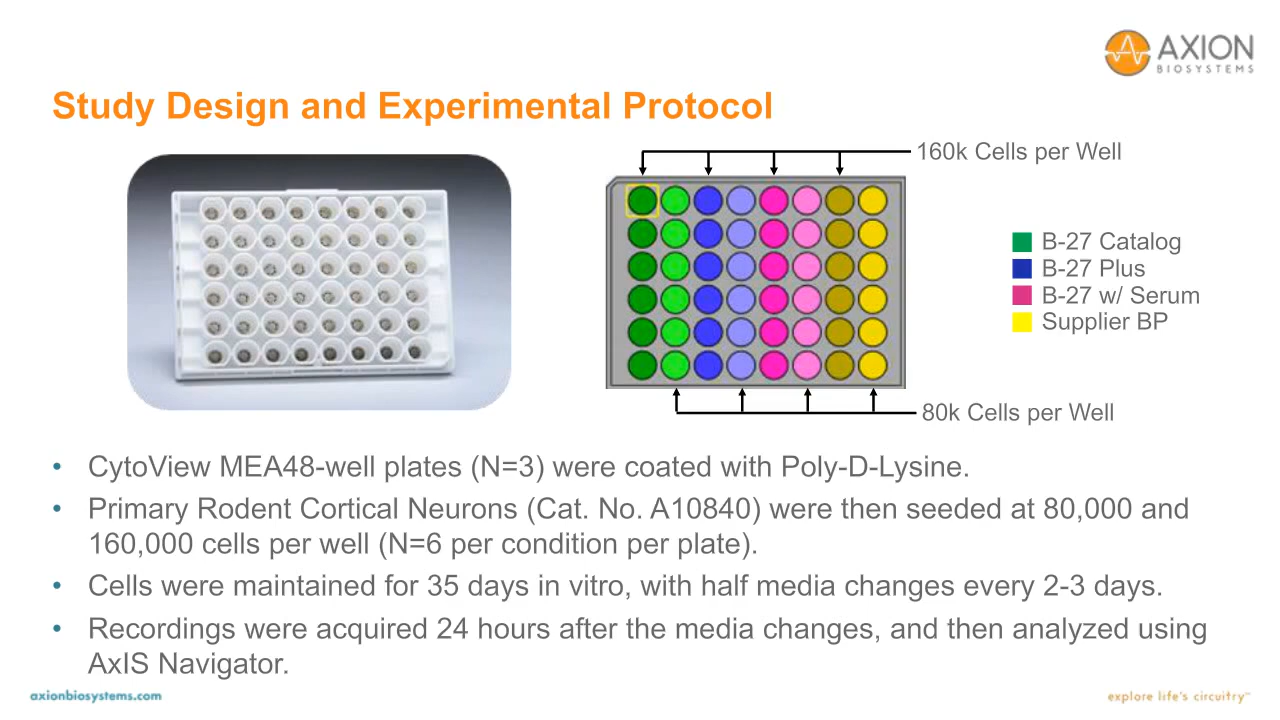 AXION
BIOSYSTEMS
Study Design and Experimental Protocol
160k Cells per Well
B-27 Catalog
B-27 Plus
B-27 w/ Serum
Supplier BP
80k Cells per Well
• CytoView MEA48-well plates (N=3) were coated with Poly-D-Lysine.
• Primary Rodent Cortical Neurons (Cat. No. A10840) were then seeded at 80,000 and
160,000 cells per well (N=6 per condition per plate).
• Cells were maintained for 35 days in vitro, with half media changes every 2-3 days.
• Recordings were acquired 24 hours after the media changes, and then analyzed using
AxIS Navigator.
axionbiosystems.com
explore life's circuitry™